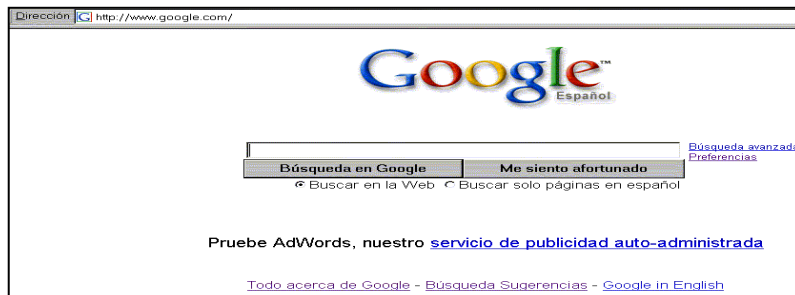 Dirección http://www.google.com/
Google™
Español
Búsqueda avanzada
Preferencias
Búsqueda en Google Me siento afortunado
Buscar en la Web Buscar solo páginas en español
Pruebe AdWords, nuestro servicio de publicidad auto-administrada
Todo acerca de Google - Búsqueda Sugerencias - Google in English